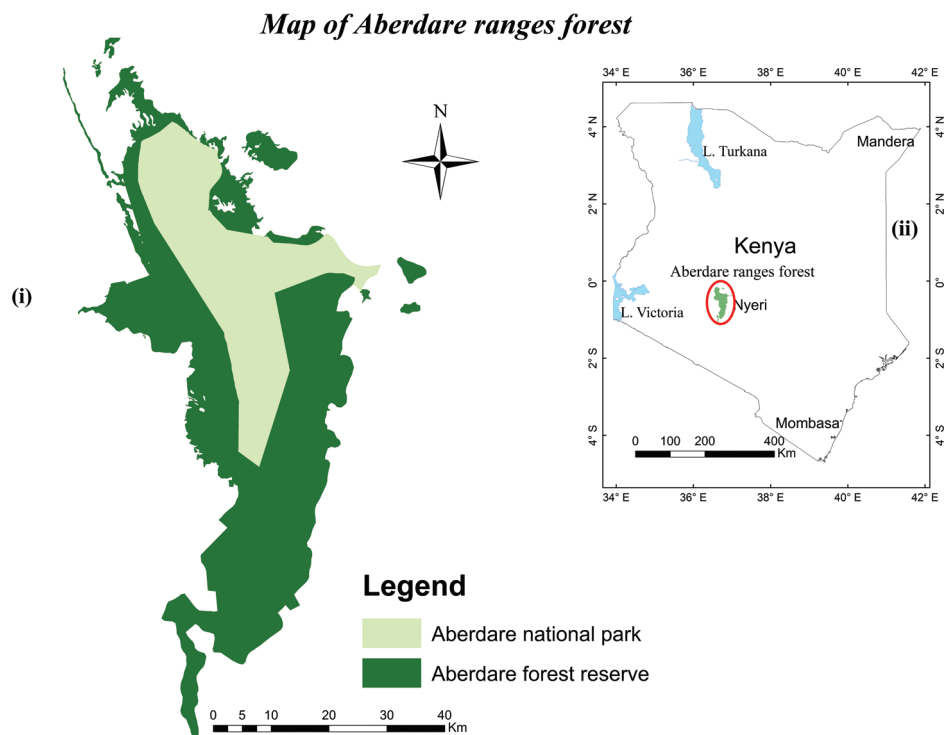 Map of Aberdare ranges forest
(i)
N
Legend
Aberdare national park
Aberdare forest reserve
0 5 10 20 30 40
Km
34° E 36° E 38° E 40° E 42° E
4° N 4° N
2° N 2° N
0° 0°
2° S 2° S
4° S 4° S
L. Turkana
Mandera
(ii)
Kenya
Aberdare ranges forest
Nyeri
L. Victoria
Mombasa
0 100 200 400
Km
34° E 36° E 38° E 40° E 42° E